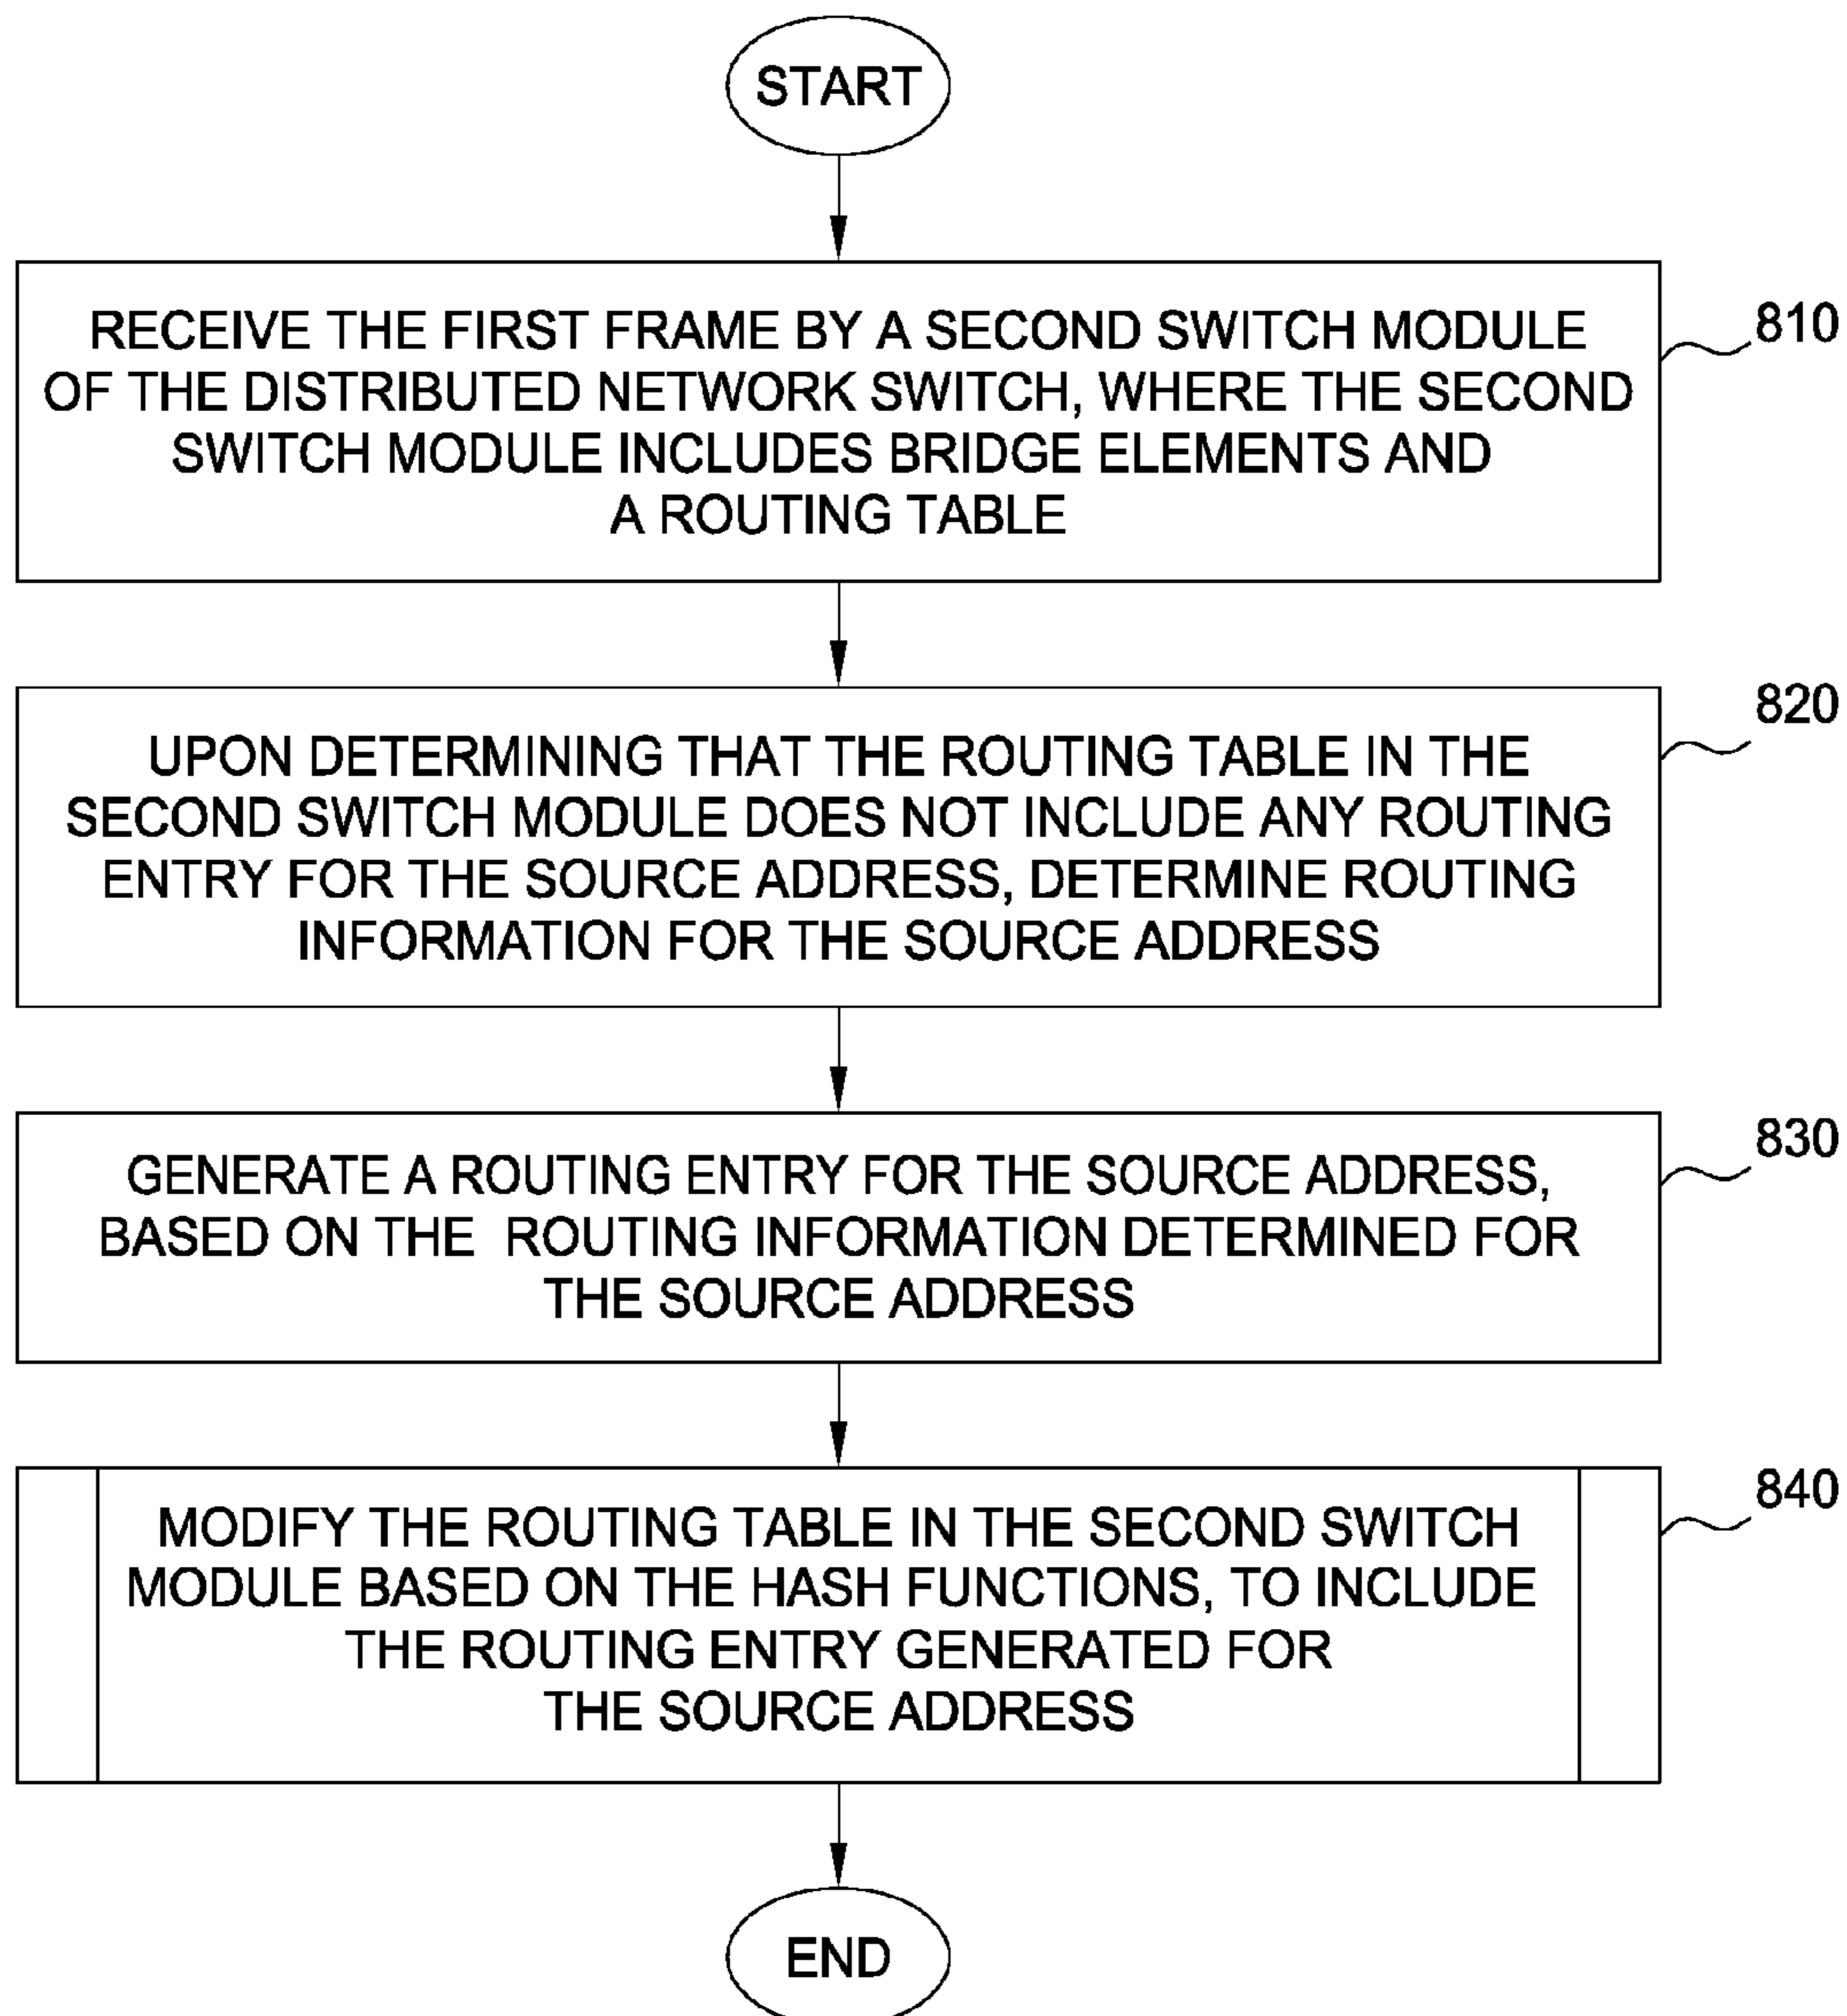 START
RECEIVE THE FIRST FRAME BY A SECOND SWITCH MODULE
OF THE DISTRIBUTED NETWORK SWITCH, WHERE THE SECOND
SWITCH MODULE INCLUDES BRIDGE ELEMENTS AND
A ROUTING TABLE
810
UPON DETERMINING THAT THE ROUTING TABLE IN THE
SECOND SWITCH MODULE DOES NOT INCLUDE ANY ROUTING
ENTRY FOR THE SOURCE ADDRESS, DETERMINE ROUTING
INFORMATION FOR THE SOURCE ADDRESS
820
GENERATE A ROUTING ENTRY FOR THE SOURCE ADDRESS,
BASED ON THE ROUTING INFORMATION DETERMINED FOR
THE SOURCE ADDRESS
830
MODIFY THE ROUTING TABLE IN THE SECOND SWITCH
MODULE BASED ON THE HASH FUNCTIONS, TO INCLUDE
THE ROUTING ENTRY GENERATED FOR
THE SOURCE ADDRESS
840
END